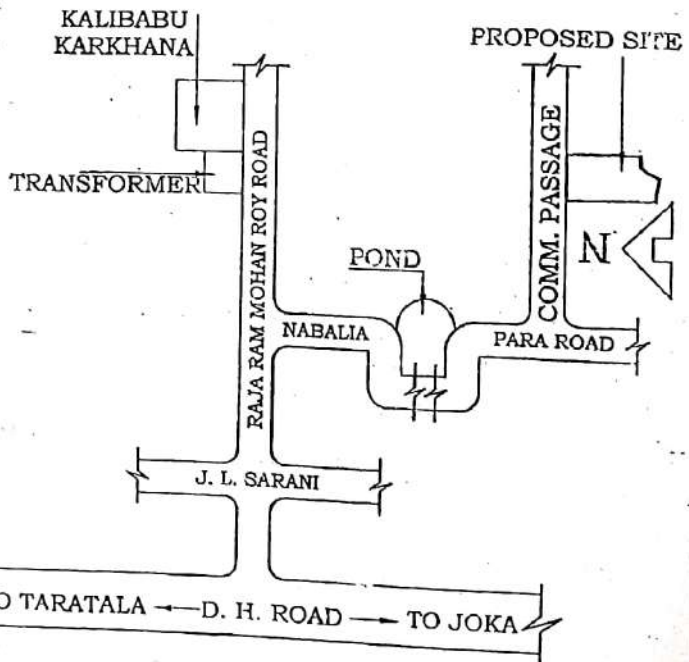 KALIBABU
KARKHANA
PROPOSED SITE
TRANSFORMER
RAJA RAM MOHAN ROY ROAD
COMM. PASSAGE
N
POND
NABALIA
PARA ROAD
J. L. SARANI
O TARATALA ← D. H. ROAD → TO JOKA